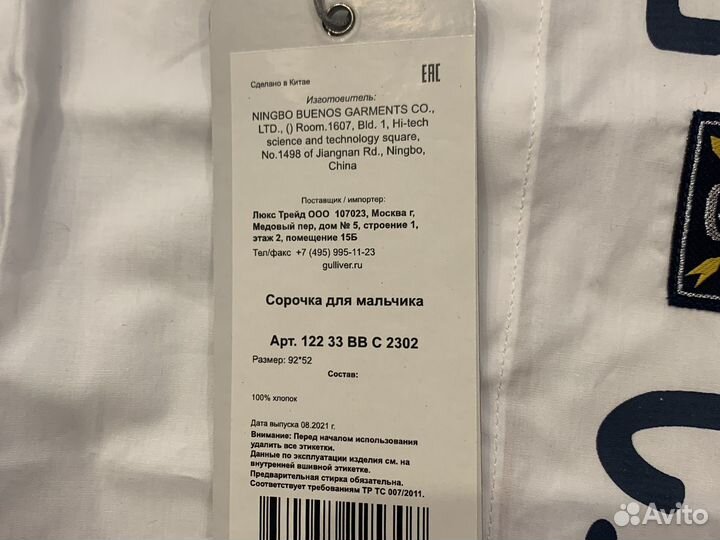 Сделано в Китае
EAC
Изготовитель:
NINGBO BUENOS GARMENTS CO.,
LTD., () Room.1607, Bld. 1, Hi-tech
science and technology square,
No.1498 of Jiangnan Rd., Ningbo,
China
Поставщик / импортер:
Люкс Трейд ООО 107023, Москва г,
Медовый пер, дом № 5, строение 1,
этаж 2, помещение 15Б
Тел/факс +7 (495) 995-11-23
gulliver.ru
Сорочка для мальчика
Арт. 122 33 BB C 2302
Размер: 92*52
Состав:
100% хлопок
Дата выпуска 08.2021 г.
Внимание: Перед началом использования
удалить все этикетки.
Данные по эксплуатации изделия см. на
внутренней вшивной этикетке.
Предварительная стирка обязательна.
Соответствует требованиям ТР ТС 007/2011.
Avito